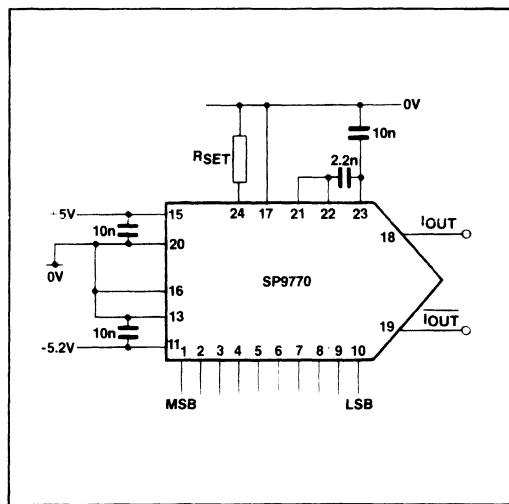 0V
10n
RSET
2.2n
24 17 21 22 23
+5V 15
10n
20
0V
16
13
10n
-5.2V 11
SP9770
18 IOUT
19 IOUT
1 2 3 4 5 6 7 8 9 10
MSB LSB